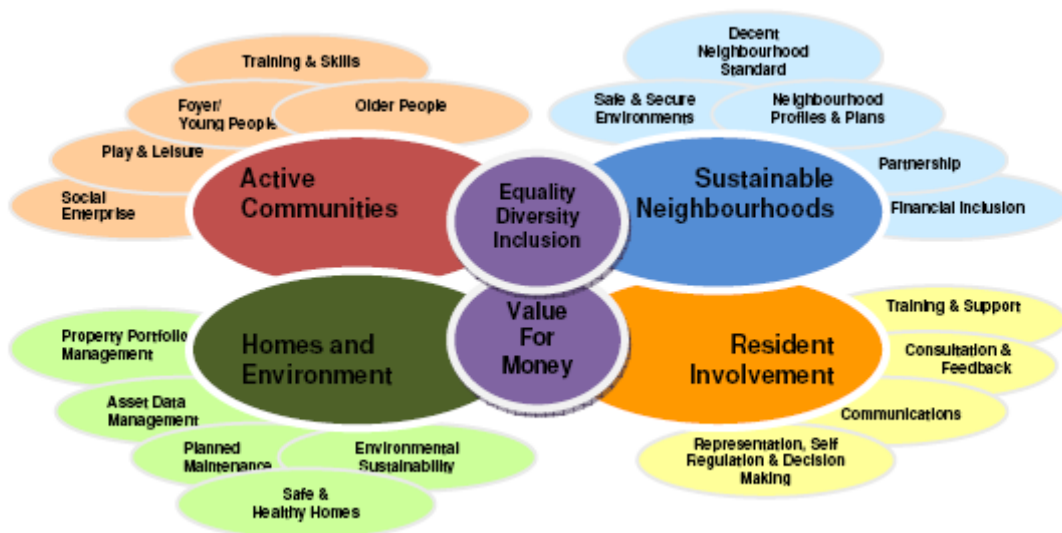 Training & Skills
Foyer/
Young People
Older People
Play & Leisure
Social
Enterprise
Active
Communities
Decent
Neighbourhood
Standard
Safe & Secure
Environments
Neighbourhood
Profiles & Plans
Partnership
Financial Inclusion
Sustainable
Neighbourhoods
Equality
Diversity
Inclusion
Value
For
Money
Homes and
Environment
Property Portfolio
Management
Asset Data
Management
Planned
Maintenance
Environmental
Sustainability
Safe &
Healthy Homes
Resident
Involvement
Training & Support
Consultation &
Feedback
Communications
Representation, Self
Regulation & Decision
Making